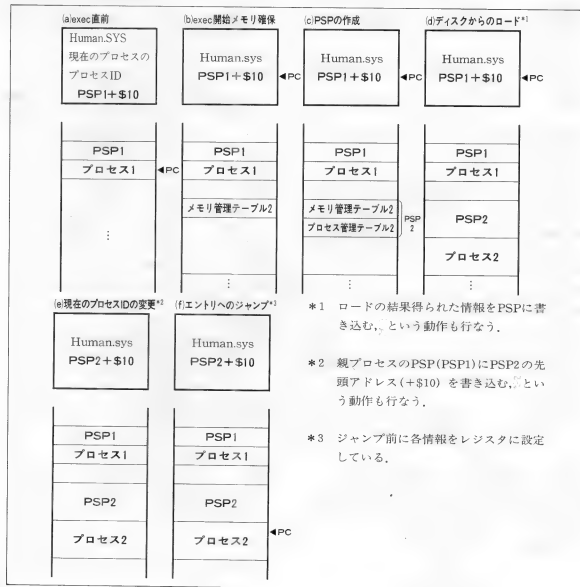 (a)exec直前
Human.SYS
現在のプロセスの
プロセスID
PSP1+$10
PSP1
プロセス1
◀PC
⋮
(b)exec開始メモリ確保
Human.sys
PSP1+$10
◀PC
PSP1
プロセス1
メモリ管理テーブル2
⋮
(c)PSPの作成
Human.sys
PSP1+$10
◀PC
PSP1
プロセス1
メモリ管理テーブル2
プロセス管理テーブル2
PSP
2
⋮
(d)ディスクからのロード*1
Human.sys
PSP1+$10
◀PC
PSP1
プロセス1
PSP2
プロセス2
⋮
(e)現在のプロセスIDの変更*2
Human.sys
PSP2+$10
PSP1
プロセス1
PSP2
プロセス2
(f)エントリへのジャンプ*3
Human.sys
PSP2+$10
PSP1
プロセス1
PSP2
プロセス2
◀PC
*1 ロードの結果得られた情報をPSPに書
き込む,という動作も行なう.
*2 親プロセスのPSP(PSP1)にPSP2の先
頭アドレス(+$10)を書き込む,とい
う動作も行なう.
*3 ジャンプ前に各情報をレジスタに設定
している.